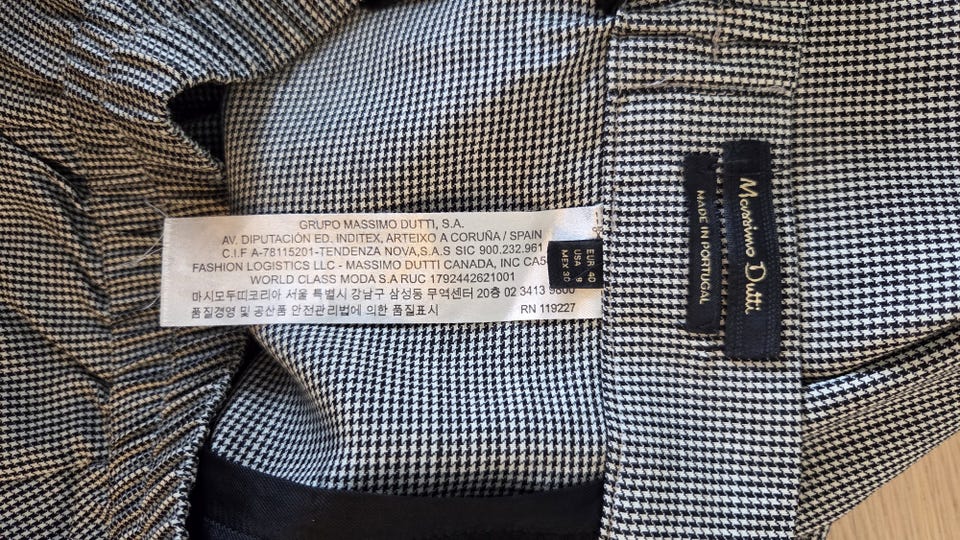 GRUPO MASSIMO DUTTI, S.A.
AV. DIPUTACIÓN ED. INDITEX, ARTEIXO A CORUÑA / SPAIN
C.I.F A-78115201-TENDENZA NOVA,S.A.S SIC 900.232.961
FASHION LOGISTICS LLC - MASSIMO DUTTI CANADA, INC
WORLD CLASS MODA S.A RUC 1792442621001
마시모두띠코리아 서울 특별시 강남구 삼성동 무역센터 20층 02 3413 9800
품질경영 및 공산품 안전관리법에 의한 품질표시 RN 119227
EUR 40
USA 8
MEX 30
MADE IN PORTUGAL
Massimo Dutti